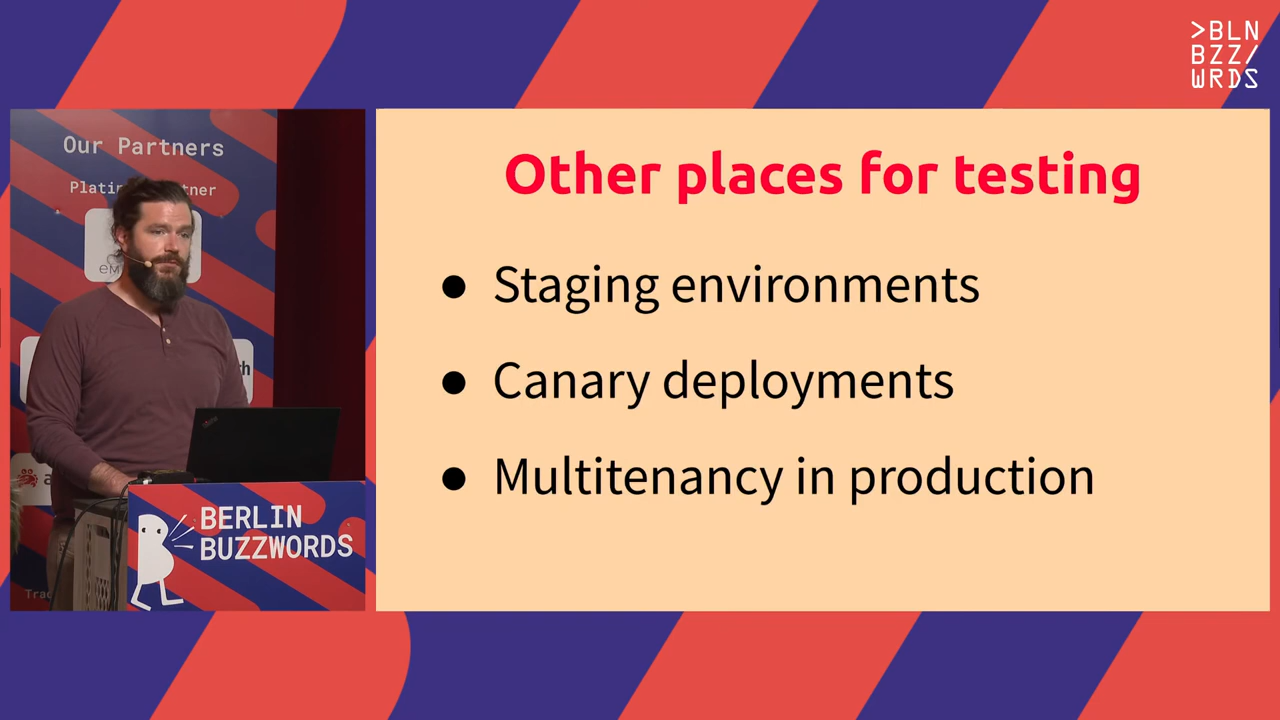 >BLN
BZZ/
WRDS
Our Partners
Other places for testing
● Staging environments
● Canary deployments
● Multitenancy in production
BERLIN
BUZZWORDS